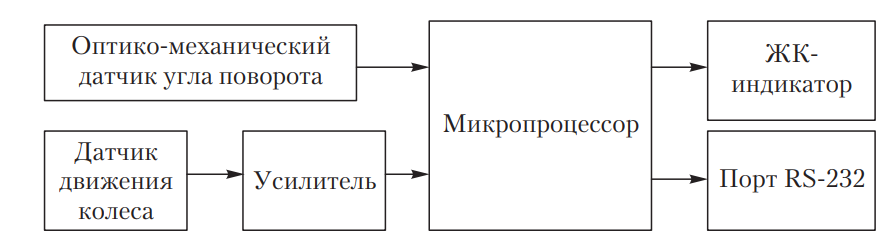 Оптико-механический
датчик угла поворота
Датчик
движения
колеса
Усилитель
Микропроцессор
ЖК-
индикатор
Порт RS-232